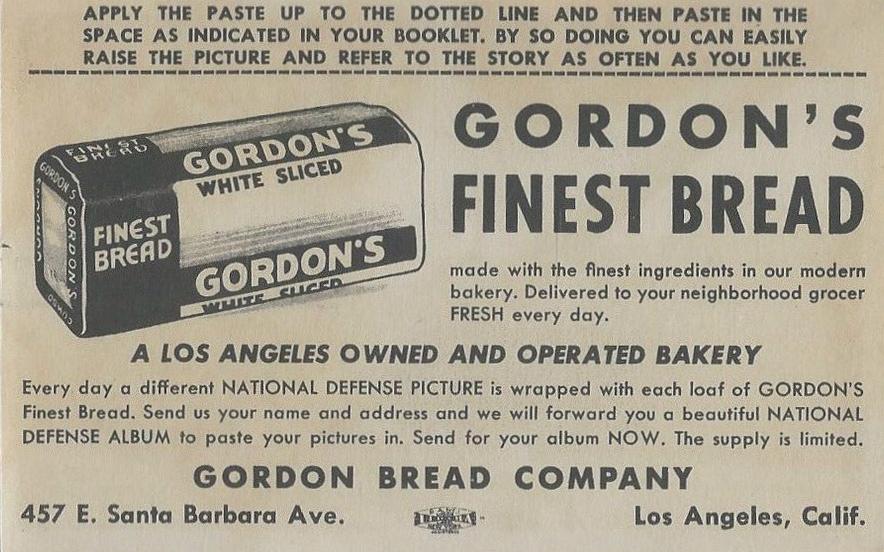 APPLY THE PASTE UP TO THE DOTTED LINE AND THEN PASTE IN THE
SPACE AS INDICATED IN YOUR BOOKLET. BY SO DOING YOU CAN EASILY
RAISE THE PICTURE AND REFER TO THE STORY AS OFTEN AS YOU LIKE.
FINEST
BREAD
GORDON'S
WHITE SLICED
GORDON'S
FINEST
BREAD
GORDON'S
WHITE SLICED
GORDON'S
FINEST BREAD
made with the finest ingredients in our modern
bakery. Delivered to your neighborhood grocer
FRESH every day.
A LOS ANGELES OWNED AND OPERATED BAKERY
Every day a different NATIONAL DEFENSE PICTURE is wrapped with each loaf of GORDON'S
Finest Bread. Send us your name and address and we will forward you a beautiful NATIONAL
DEFENSE ALBUM to paste your pictures in. Send for your album NOW. The supply is limited.
GORDON BREAD COMPANY
457 E. Santa Barbara Ave.
Los Angeles, Calif.